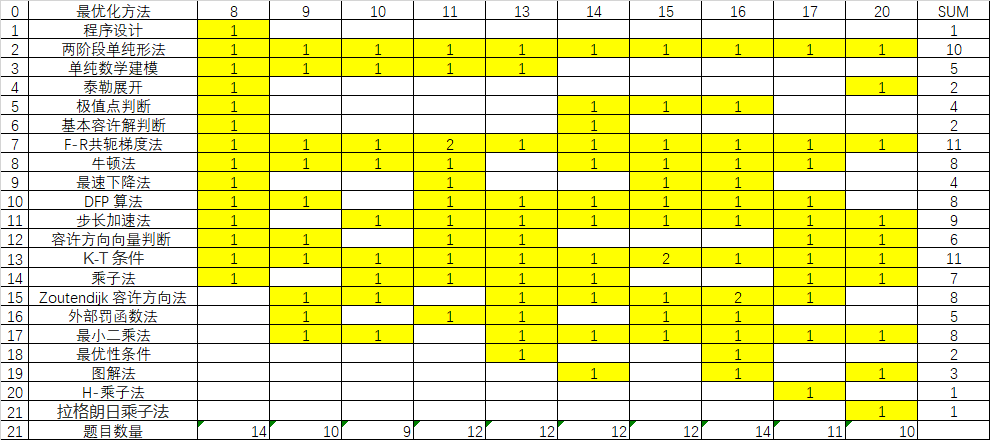 0 最优化方法 8 9 10 11 13 14 15 16 17 20 SUM
1 程序设计 1 1
2 两阶段单纯形法 1 1 1 1 1 1 1 1 1 1 10
3 单纯数学建模 1 1 1 1 1 5
4 泰勒展开 1 1 2
5 极值点判断 1 1 1 1 4
6 基本容许解判断 1 1 2
7 F-R共轭梯度法 1 1 1 2 1 1 1 1 1 1 11
8 牛顿法 1 1 1 1 1 1 1 1 8
9 最速下降法 1 1 1 1 4
10 DFP 算法 1 1 1 1 1 1 1 1 8
11 步长加速法 1 1 1 1 1 1 1 1 1 9
12 容许方向向量判断 1 1 1 1 1 1 6
13 K-T 条件 1 1 1 1 1 1 2 1 1 1 11
14 乘子法 1 1 1 1 1 1 1 7
15 Zoutendijk 容许方向法 1 1 1 1 1 2 1 8
16 外部罚函数法 1 1 1 1 1 5
17 最小二乘法 1 1 1 1 1 1 1 1 8
18 最优性条件 1 1 2
19 图解法 1 1 1 3
20 H-乘子法 1 1
21 拉格朗日乘子法 1 1
21 题目数量 14 10 9 12 12 12 12 14 11 10